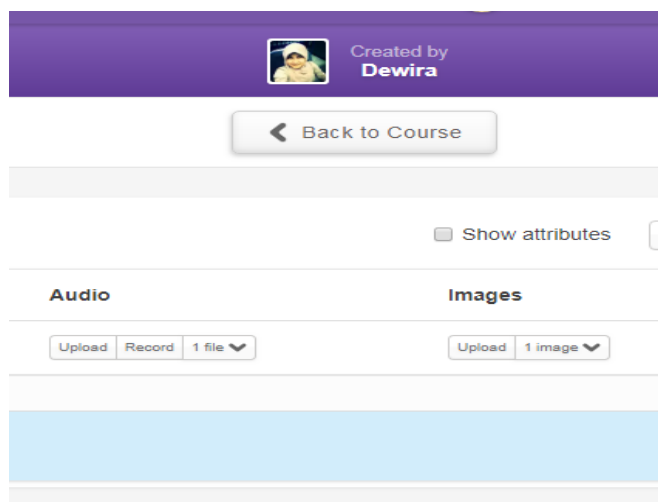 Created by
Dewira
Back to Course
Show attributes
Audio Images
Upload Record 1 file Upload 1 image